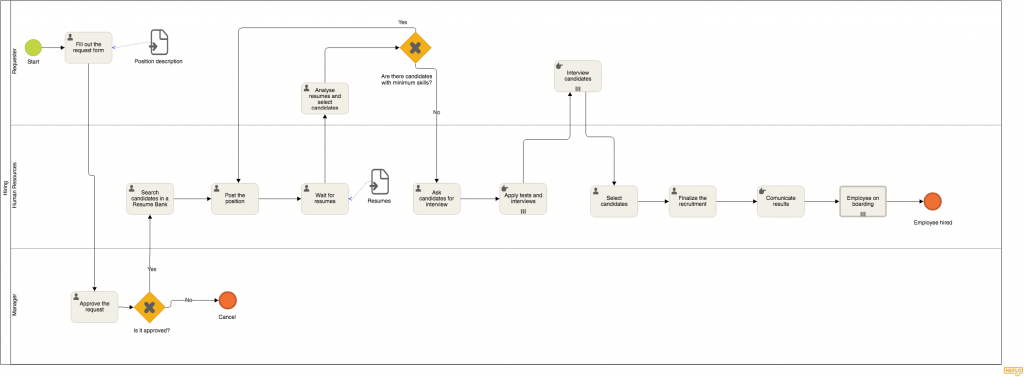 Hiring
Requester
Start
Fill out the
request form
Position description
Yes
Are there candidates
with minimum skills?
No
Analyse
resumes and
select
candidates
Interview
candidates
Human Resources
Search
candidates in a
Resume Bank
Post the
position
Wait for
resumes
Resumes
Ask
candidates for
interview
Apply tests and
interviews
Select
candidates
Finalize the
recruitment
Comunicate
results
Employee on
boarding
Employee hired
Manager
Approve the
request
Yes
Is it approved?
No
Cancel
HEFLO